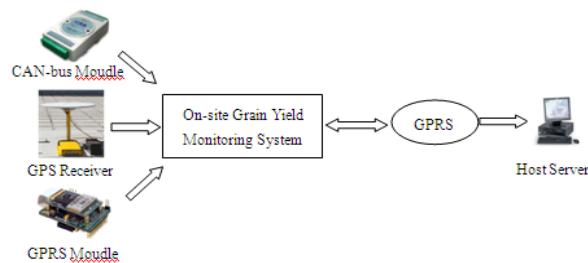 CAN-bus Moudle
On-site Grain Yield
Monitoring System
GPRS
GPS Receiver
Host Server
GPRS Moudle